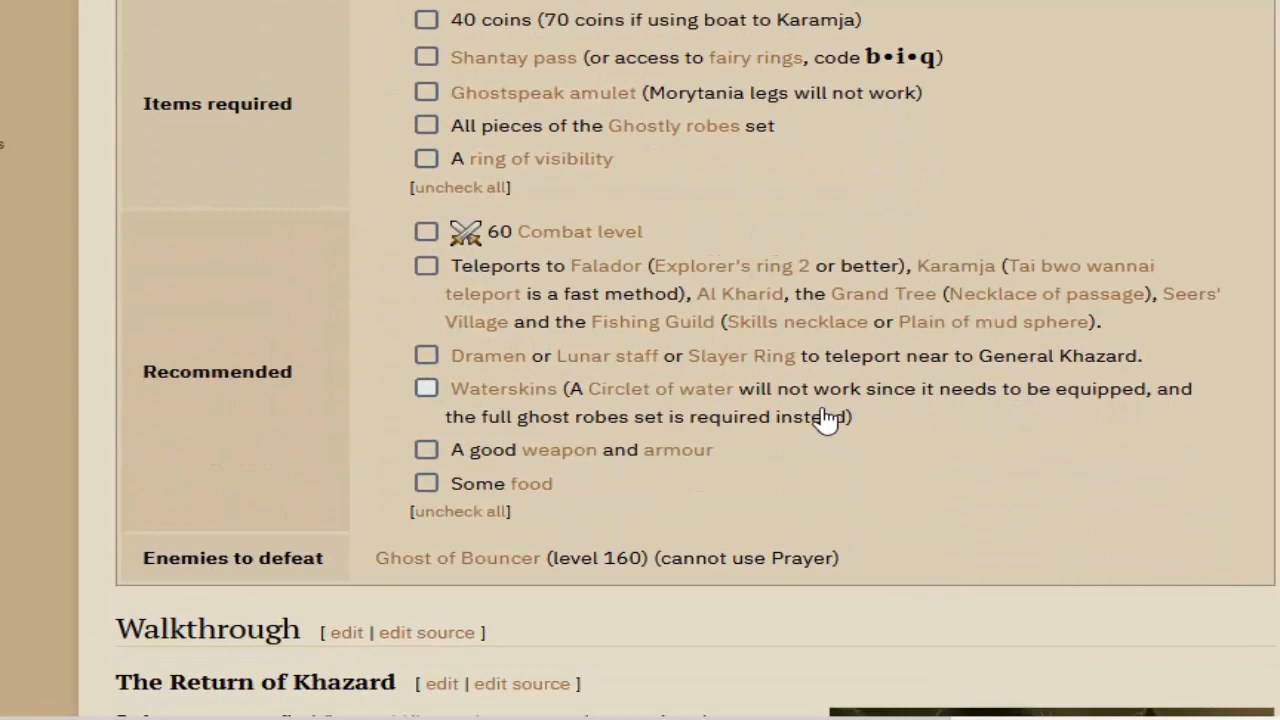 40 coins (70 coins if using boat to Karamja)
Shantay pass (or access to fairy rings, code b•i•q)
Items required
Ghostspeak amulet (Morytania legs will not work)
All pieces of the Ghostly robes set
A ring of visibility
[uncheck all]
60 Combat level
Teleports to Falador (Explorer's ring 2 or better), Karamja (Tai bwo wannai
teleport is a fast method), Al Kharid, the Grand Tree (Necklace of passage), Seers'
Village and the Fishing Guild (Skills necklace or Plain of mud sphere).
Dramen or Lunar staff or Slayer Ring to teleport near to General Khazard.
Recommended
Waterskins (A Circlet of water will not work since it needs to be equipped, and
the full ghost robes set is required instead)
A good weapon and armour
Some food
[uncheck all]
Enemies to defeat
Ghost of Bouncer (level 160) (cannot use Prayer)
Walkthrough [ edit | edit source ]
The Return of Khazard [ edit | edit source ]